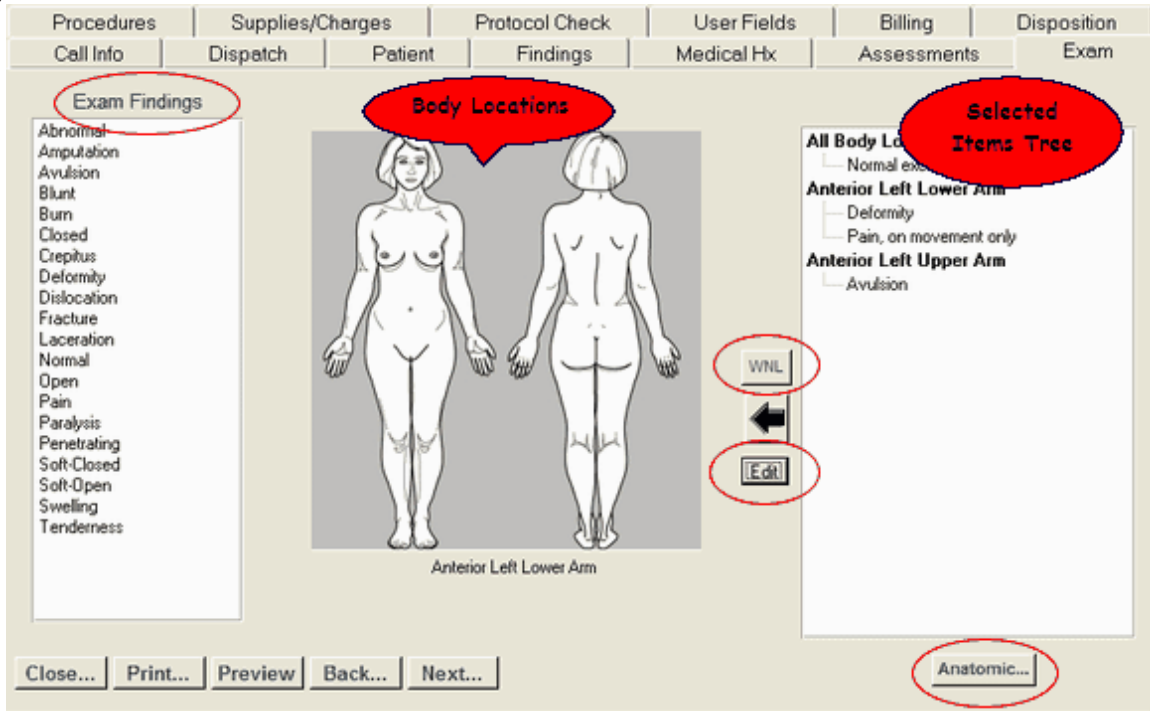 Procedures Supplies/Charges Protocol Check User Fields Billing Disposition
Call Info Dispatch Patient Findings Medical Hx Assessments Exam
Exam Findings
Abnormal
Amputation
Avulsion
Blunt
Burn
Closed
Crepitus
Deformity
Dislocation
Fracture
Laceration
Normal
Open
Pain
Paralysis
Penetrating
Soft-Closed
Soft-Open
Swelling
Tenderness
Body Locations
Anterior Left Lower Arm
WNL
Edit
Selected
Items Tree
All Body
Normal
Anterior Left Lower Arm
Deformity
Pain, on movement only
Anterior Left Upper Arm
Avulsion
Close... Print... Preview Back... Next...
Anatomic...